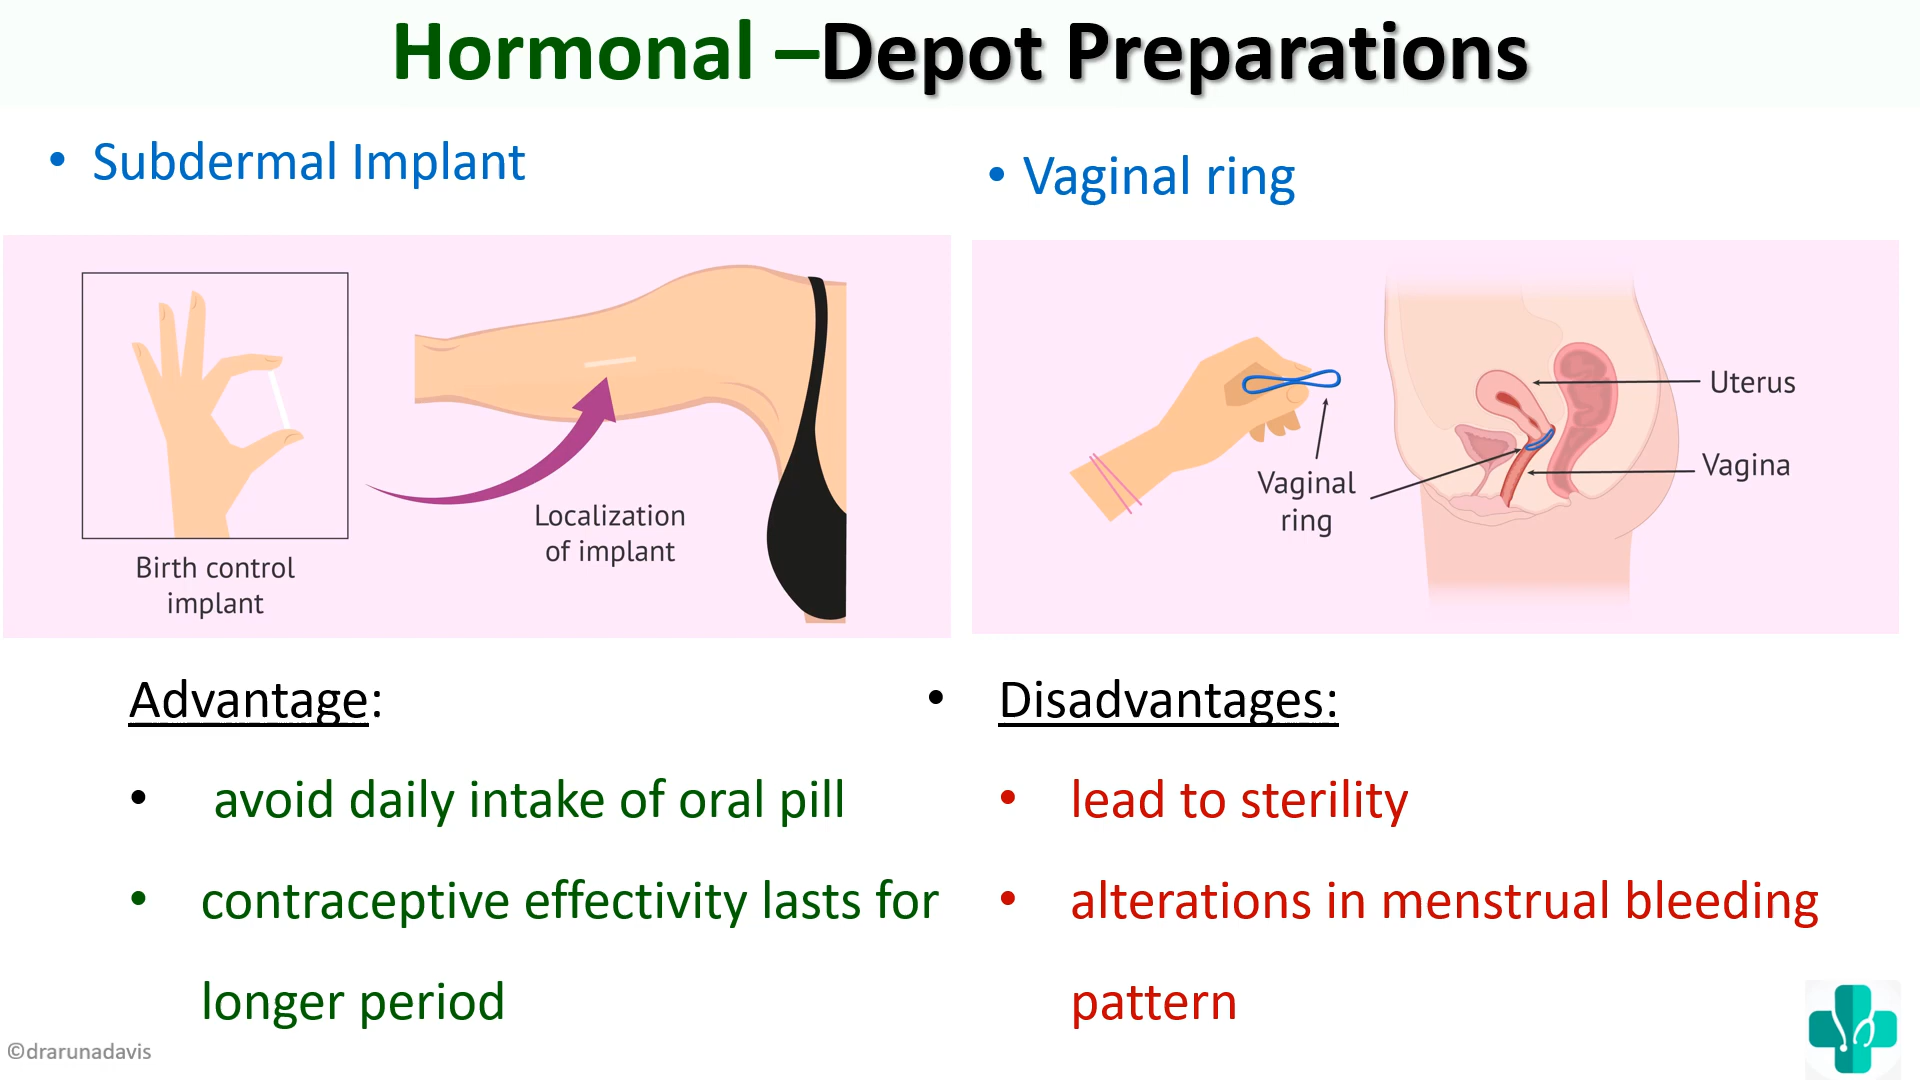 Hormonal –Depot Preparations
• Subdermal Implant
• Vaginal ring
Birth control
implant
Localization
of implant
Vaginal
ring
Uterus
Vagina
Advantage:
• avoid daily intake of oral pill
• contraceptive effectivity lasts for
longer period
• Disadvantages:
• lead to sterility
• alterations in menstrual bleeding
pattern
©drarunadavis